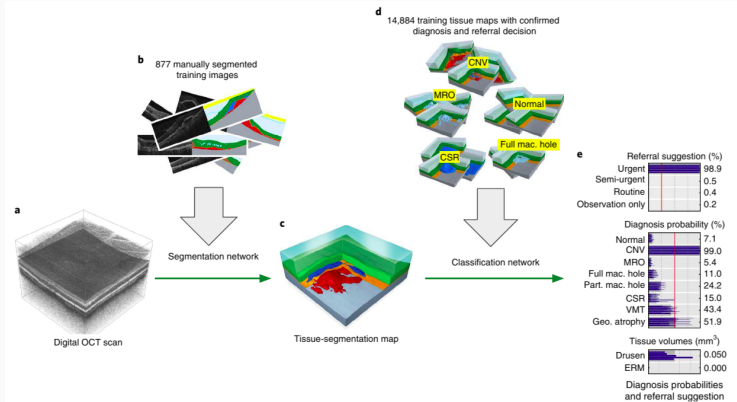 d
14,884 training tissue maps with confirmed
diagnosis and referral decision
CNV
MRO
Normal
Full mac. hole
CSR
b
877 manually segmented
training images
a
Digital OCT scan
Segmentation network
c
Tissue-segmentation map
Classification network
e
Referral suggestion (%)
Urgent 98.9
Semi-urgent 0.5
Routine 0.4
Observation only 0.2
Diagnosis probability (%)
Normal 7.1
CNV 99.0
MRO 5.4
Full mac. hole 11.0
Part. mac. hole 24.2
CSR 15.0
VMT 43.4
Geo. atrophy 51.9
Tissue volumes (mm³)
Drusen 0.050
ERM 0.000
Diagnosis probabilities
and referral suggestion